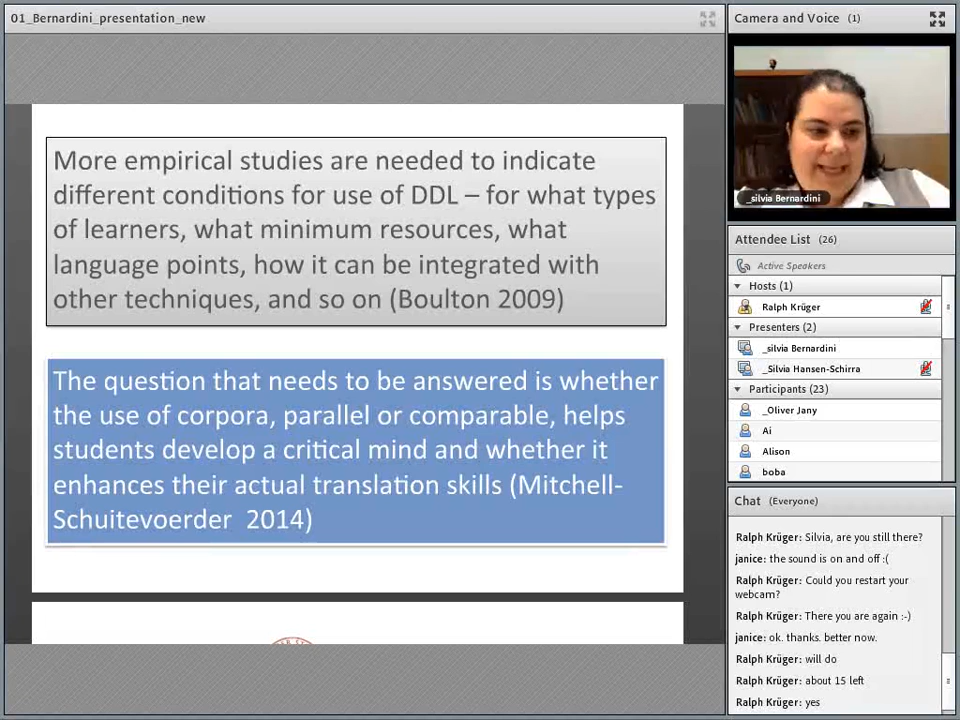 01_Bernardini_presentation_new
More empirical studies are needed to indicate
different conditions for use of DDL – for what types
of learners, what minimum resources, what
language points, how it can be integrated with
other techniques, and so on (Boulton 2009)
The question that needs to be answered is whether
the use of corpora, parallel or comparable, helps
students develop a critical mind and whether it
enhances their actual translation skills (Mitchell-
Schuitevoerder 2014)
Camera and Voice (1)
_silvia Bernardini
Attendee List (26)
Active Speakers
Hosts (1)
Ralph Krüger
Presenters (2)
_silvia Bernardini
_Silvia Hansen-Schirra
Participants (23)
_Oliver Jany
Ai
Alison
boba
Chat (Everyone)
Ralph Krüger: Silvia, are you still there?
janice: the sound is on and off :(
Ralph Krüger: Could you restart your
webcam?
Ralph Krüger: There you are again :-)
janice: ok. thanks. better now.
Ralph Krüger: will do
Ralph Krüger: about 15 left
Ralph Krüger: yes